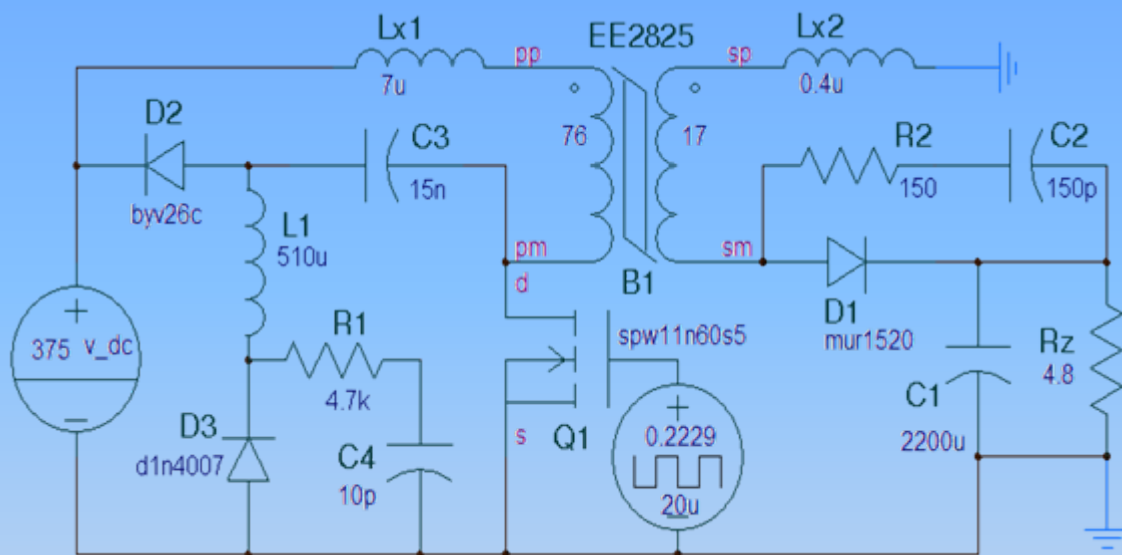 Lx1
pp
EE2825
sp
Lx2
7u
0.4u
D2
C3
76
17
R2
C2
byv26c
15n
150
150p
L1
510u
pm
sm
d
B1
D1
mur1520
R1
spw11n60s5
375 v_dc
Rz
4.8
4.7k
C1
D3
s
Q1
0.2229
2200u
d1n4007
C4
10p
20u